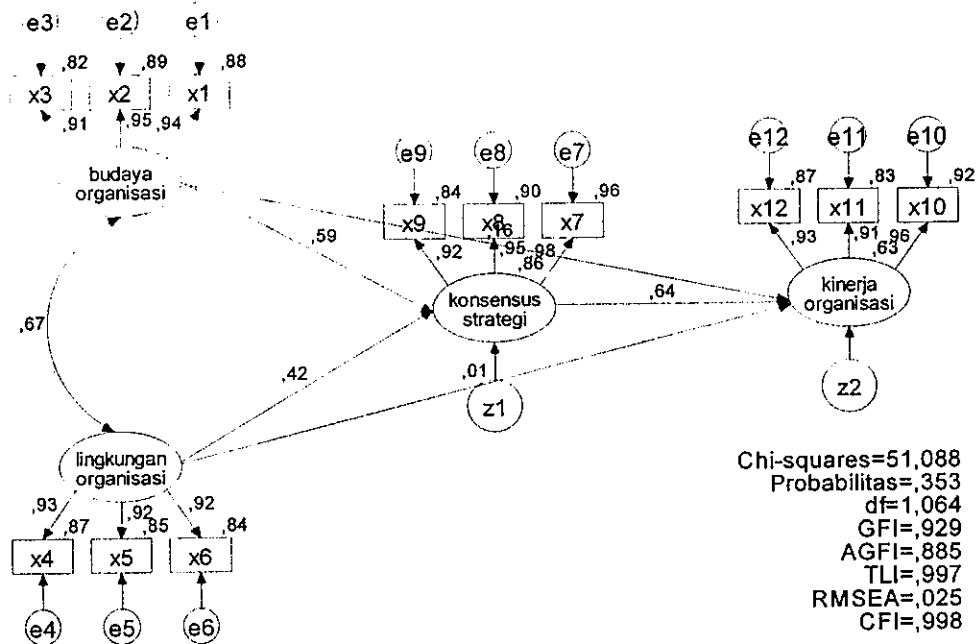 e3) e2) e1
,82 ,89 ,88
x3 x2 x1
,91 ,95 ,94
budaya
organisasi
e9) e8) e7
,84 ,90 ,96
x9 x8 x7
,16
,92 ,95 ,98
,86
e12 e11 e10
,87 ,83 ,92
x12 x11 x10
,93 ,91 ,96
,63
,59
konsensus
strategi
,64
kinerja
organisasi
,67
,42
,01
z1
z2
lingkungan
organisasi
,93 ,92 ,92
,87 ,85 ,84
x4 x5 x6
e4 e5 e6
Chi-squares=51,088
Probabilitas=,353
df=1,064
GFI=,929
AGFI=,885
TLI=,997
RMSEA=,025
CFI=,998